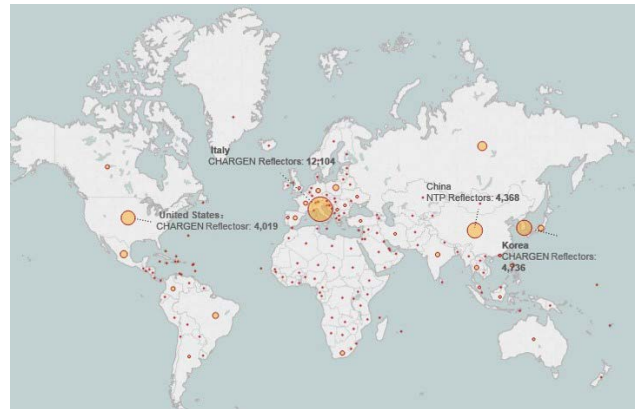 Italy
CHARGEN Reflectors: 12,104
China
NTP Reflectors: 4,368
United States:
CHARGEN Reflectosr: 4,019
Korea
CHARGEN Reflectors:
4,736